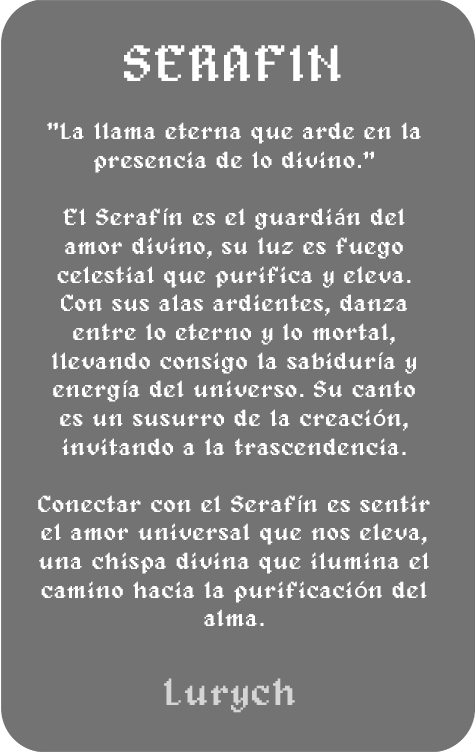 SERAFIN
"La llama eterna que arde en la
presencia de lo divino."
El Serafín es el guardián del
amor divino, su luz es fuego
celestial que purifica y eleva.
Con sus alas ardientes, danza
entre lo eterno y lo mortal,
llevando consigo la sabiduría y
energía del universo. Su canto
es un susurro de la creación,
invitando a la trascendencia.
Conectar con el Serafín es sentir
el amor universal que nos eleva,
una chispa divina que ilumina el
camino hacia la purificación del
alma.
Lurych